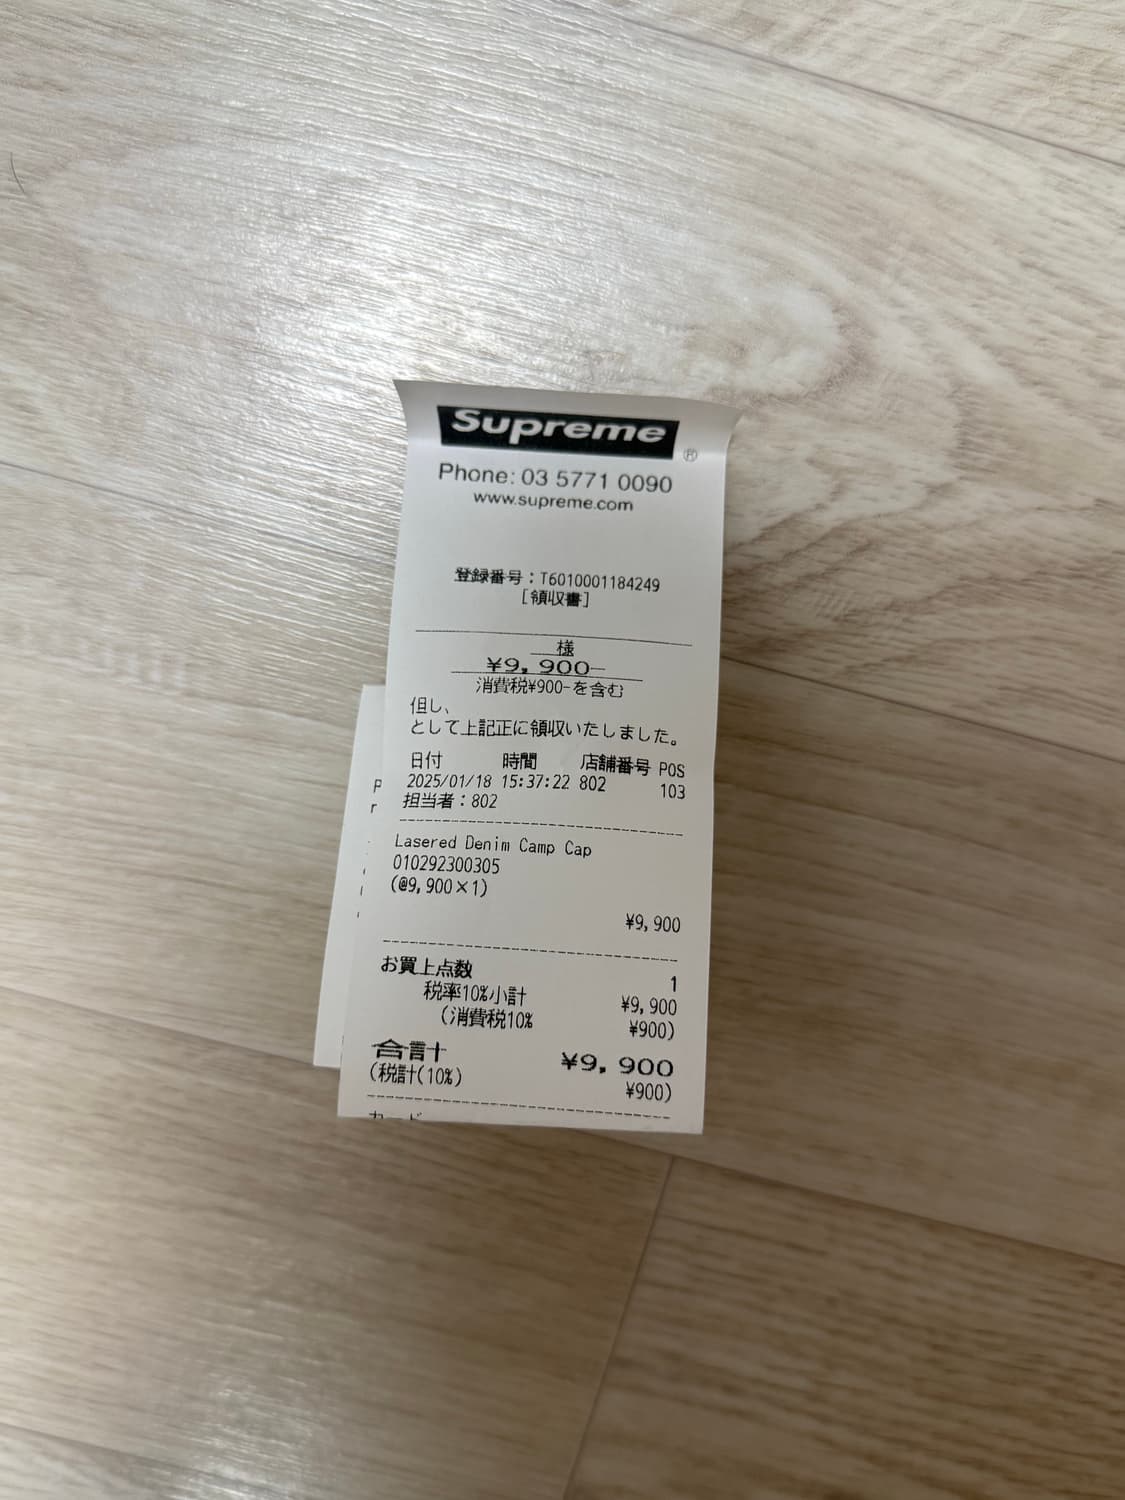 Supreme
®
Phone: 03 5771 0090
www.supreme.com
登録番号：T6010001184249
[領収書]
様
¥9,900-
消費税¥900-を含む
但し、
として上記正に領収いたしました。
日付 時間 店舗番号 POS
2025/01/18 15:37:22 802 103
担当者：802
Lasered Denim Camp Cap
010292300305
(@9,900×1)
¥9,900
お買上点数 1
税率10%小計 ¥9,900
(消費税10% ¥900)
合計 ¥9,900
(税計(10%) ¥900)
カード